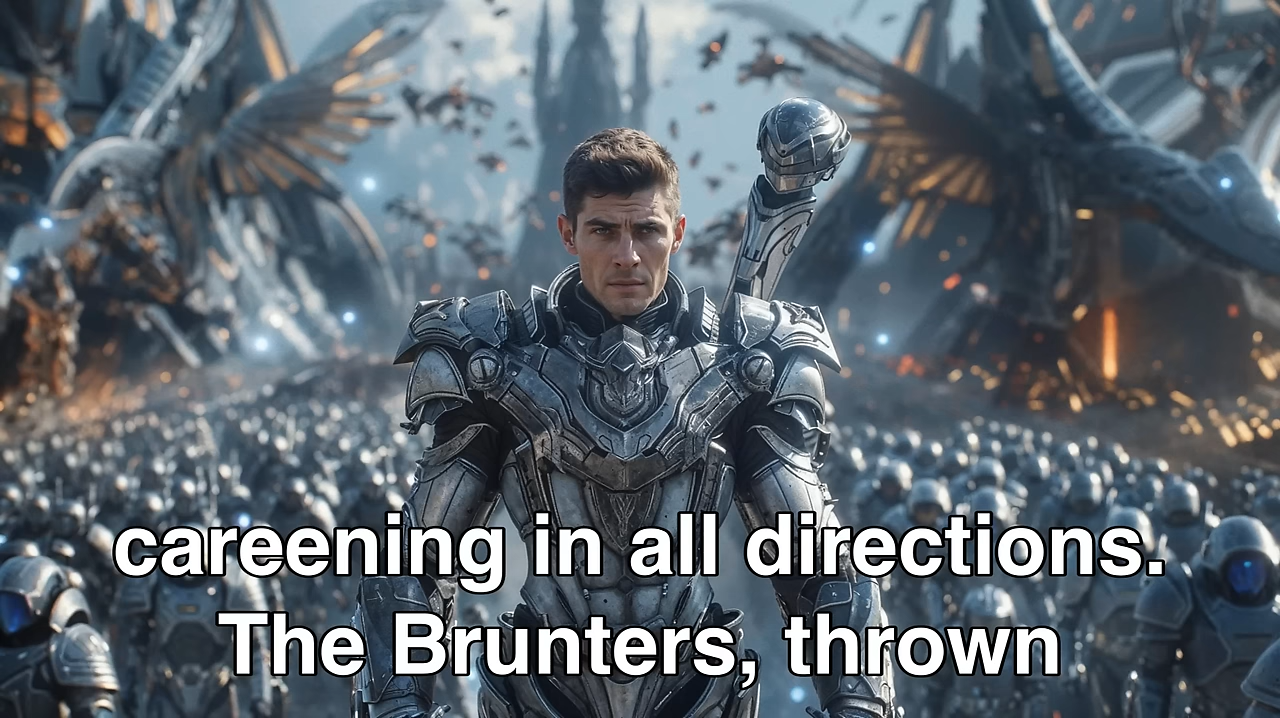 careening in all directions.
The Brunters, thrown